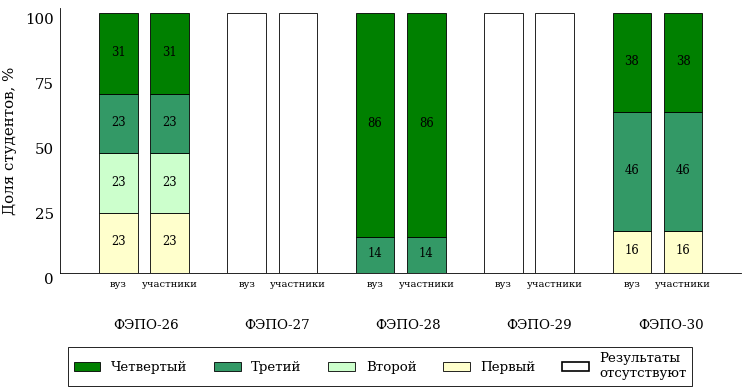 Доля студентов, %
100
75
50
25
0
31 31 86 86 38 38
23 23 46 46
23 23
23 23 14 14 16 16
вуз участники вуз участники вуз участники вуз участники вуз участники
ФЭПО-26 ФЭПО-27 ФЭПО-28 ФЭПО-29 ФЭПО-30
Четвертый Третий Второй Первый Результаты
отсутствуют